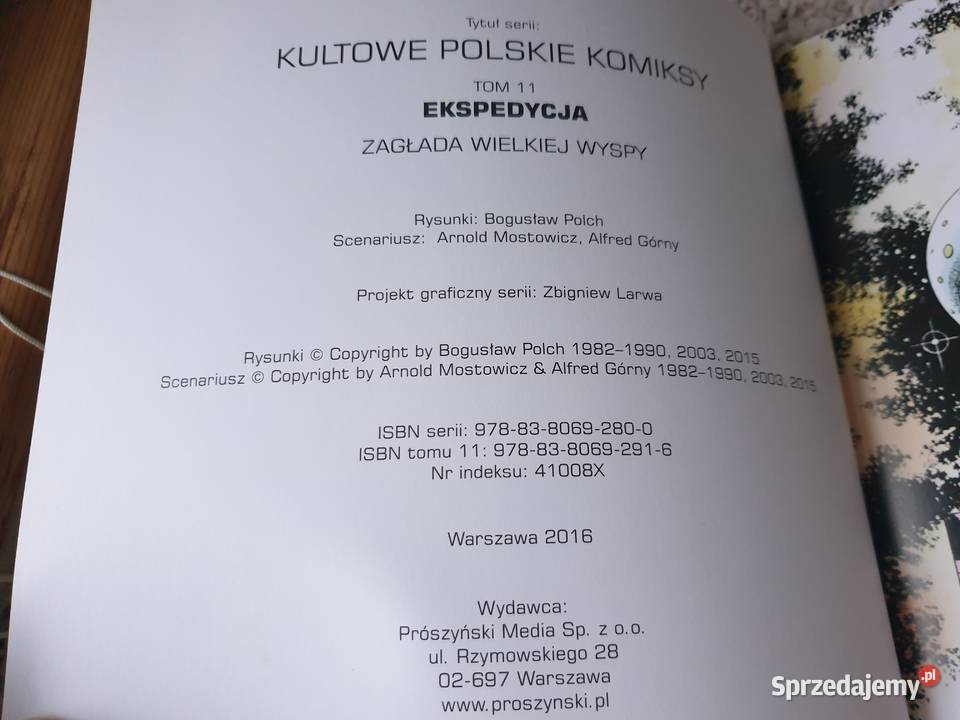 Tytuł serii:
KULTOWE POLSKIE KOMIKSY
TOM 11
EKSPEDYCJA
ZAGŁADA WIELKIEJ WYSPY
Rysunki: Bogusław Polch
Scenariusz: Arnold Mostowicz, Alfred Górny
Projekt graficzny serii: Zbigniew Larwa
Rysunki © Copyright by Bogusław Polch 1982–1990, 2003, 2015
Scenariusz © Copyright by Arnold Mostowicz & Alfred Górny 1982–1990, 2003, 2015
ISBN serii: 978-83-8069-280-0
ISBN tomu 11: 978-83-8069-291-6
Nr indeksu: 41008X
Warszawa 2016
Wydawca:
Prószyński Media Sp. z o.o.
ul. Rzymowskiego 28
02-697 Warszawa
www.proszynski.pl
Sprzedajemy.pl